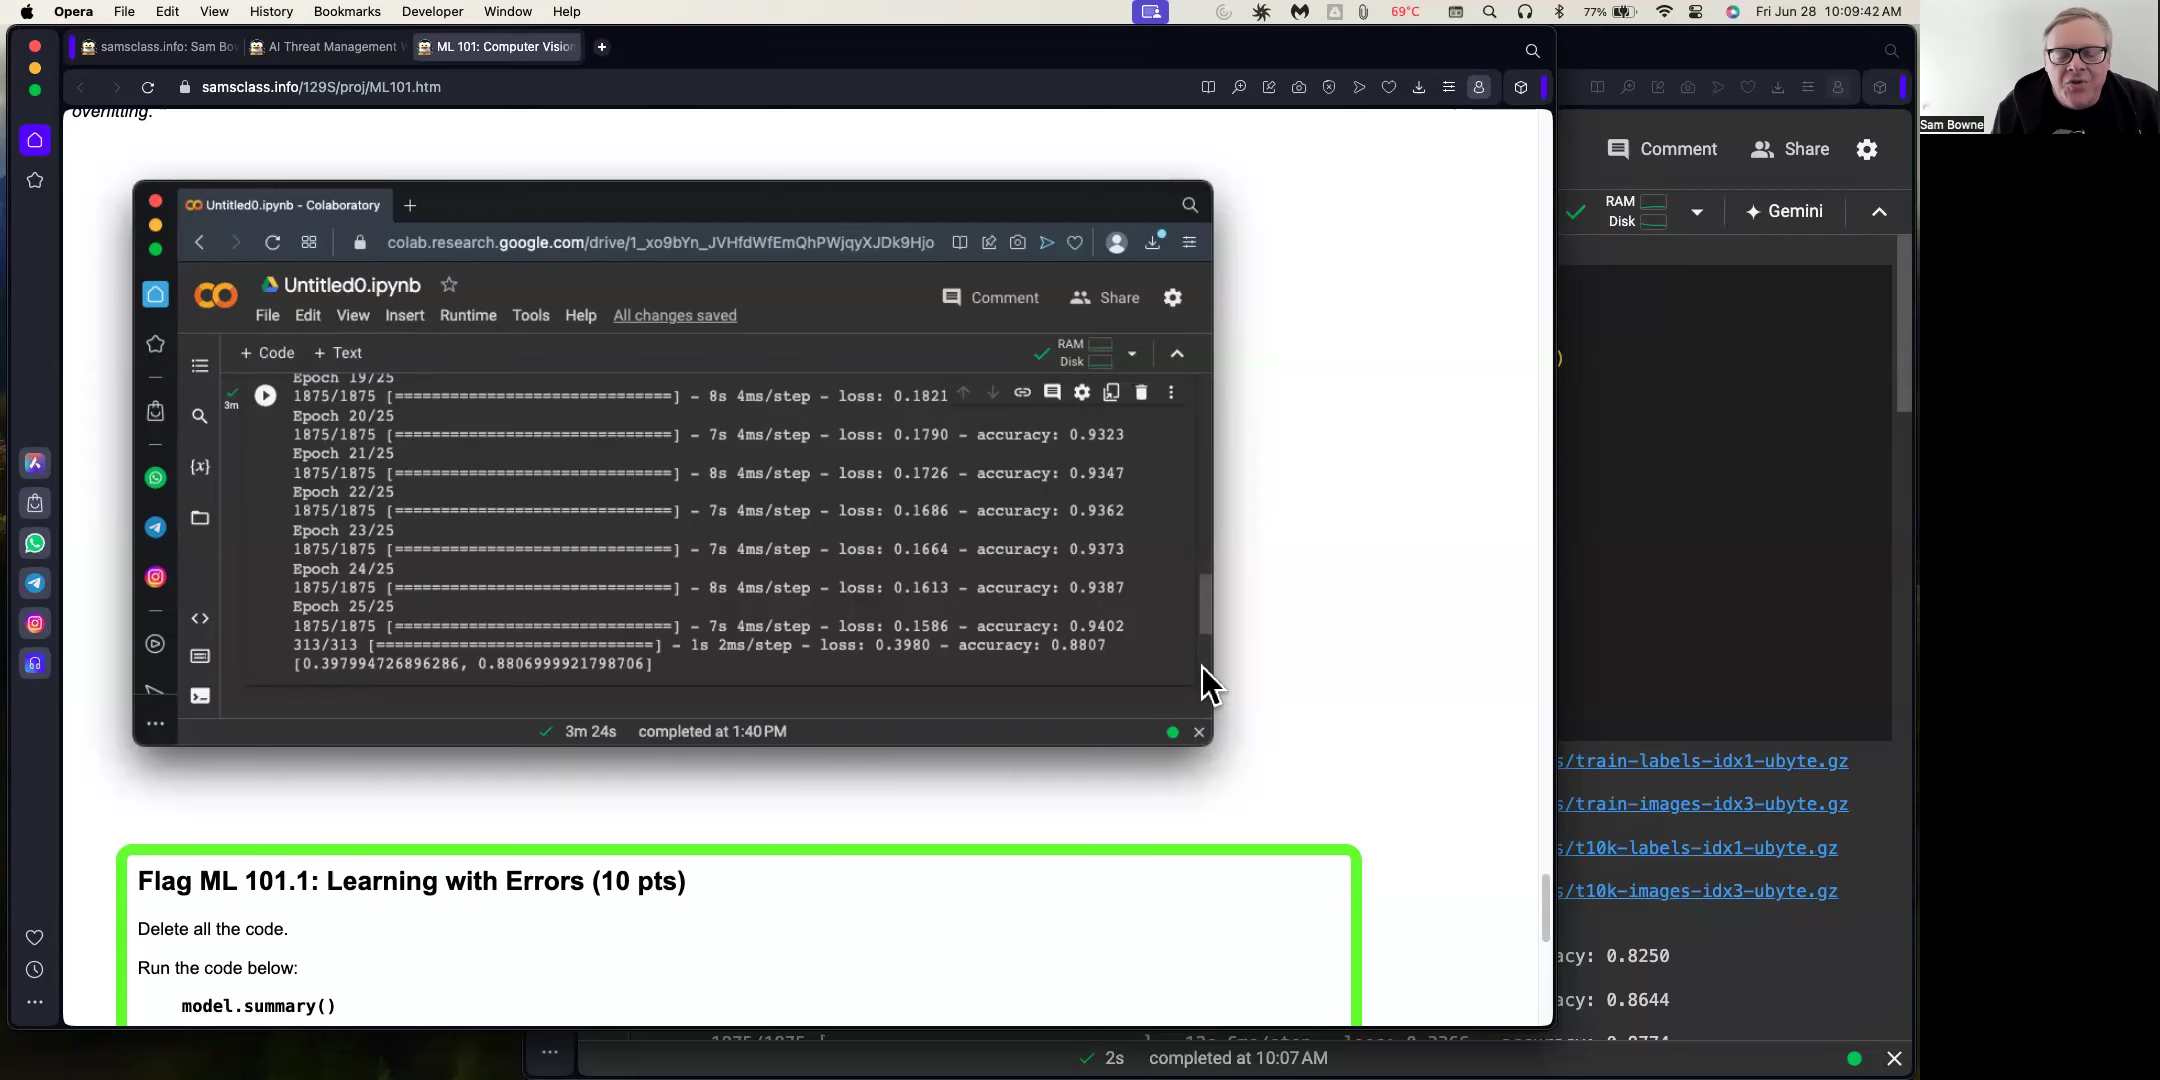 Opera File Edit View History Bookmarks Developer Window Help 69°C 77% Fri Jun 28 10:09:42 AM
samsclass.info: Sam Bow AI Threat Management W ML 101: Computer Vision
samsclass.info/129S/proj/ML101.htm
overfitting."
Sam Bowne
Comment Share
RAM
Disk
Gemini
Untitled0.ipynb - Colaboratory
colab.research.google.com/drive/1_xo9bYn_JVHfdWfEmQhPWjqyXJDk9Hjo
Untitled0.ipynb
Comment Share
File Edit View Insert Runtime Tools Help All changes saved
+ Code + Text
RAM
Disk
Epoch 19/25
3m
1875/1875 [==============================] - 8s 4ms/step - loss: 0.1821
Epoch 20/25
1875/1875 [==============================] - 7s 4ms/step - loss: 0.1790 - accuracy: 0.9323
Epoch 21/25
1875/1875 [==============================] - 8s 4ms/step - loss: 0.1726 - accuracy: 0.9347
Epoch 22/25
1875/1875 [==============================] - 7s 4ms/step - loss: 0.1686 - accuracy: 0.9362
Epoch 23/25
1875/1875 [==============================] - 7s 4ms/step - loss: 0.1664 - accuracy: 0.9373
Epoch 24/25
1875/1875 [==============================] - 8s 4ms/step - loss: 0.1613 - accuracy: 0.9387
Epoch 25/25
1875/1875 [==============================] - 7s 4ms/step - loss: 0.1586 - accuracy: 0.9402
313/313 [==============================] - 1s 2ms/step - loss: 0.3980 - accuracy: 0.8807
[0.397994726896286, 0.8806999921798706]
3m 24s completed at 1:40 PM
Flag ML 101.1: Learning with Errors (10 pts)
Delete all the code.
Run the code below:
model.summary()
)
s/train-labels-idx1-ubyte.gz
s/train-images-idx3-ubyte.gz
s/t10k-labels-idx1-ubyte.gz
s/t10k-images-idx3-ubyte.gz
acy: 0.8250
acy: 0.8644
2s completed at 10:07 AM